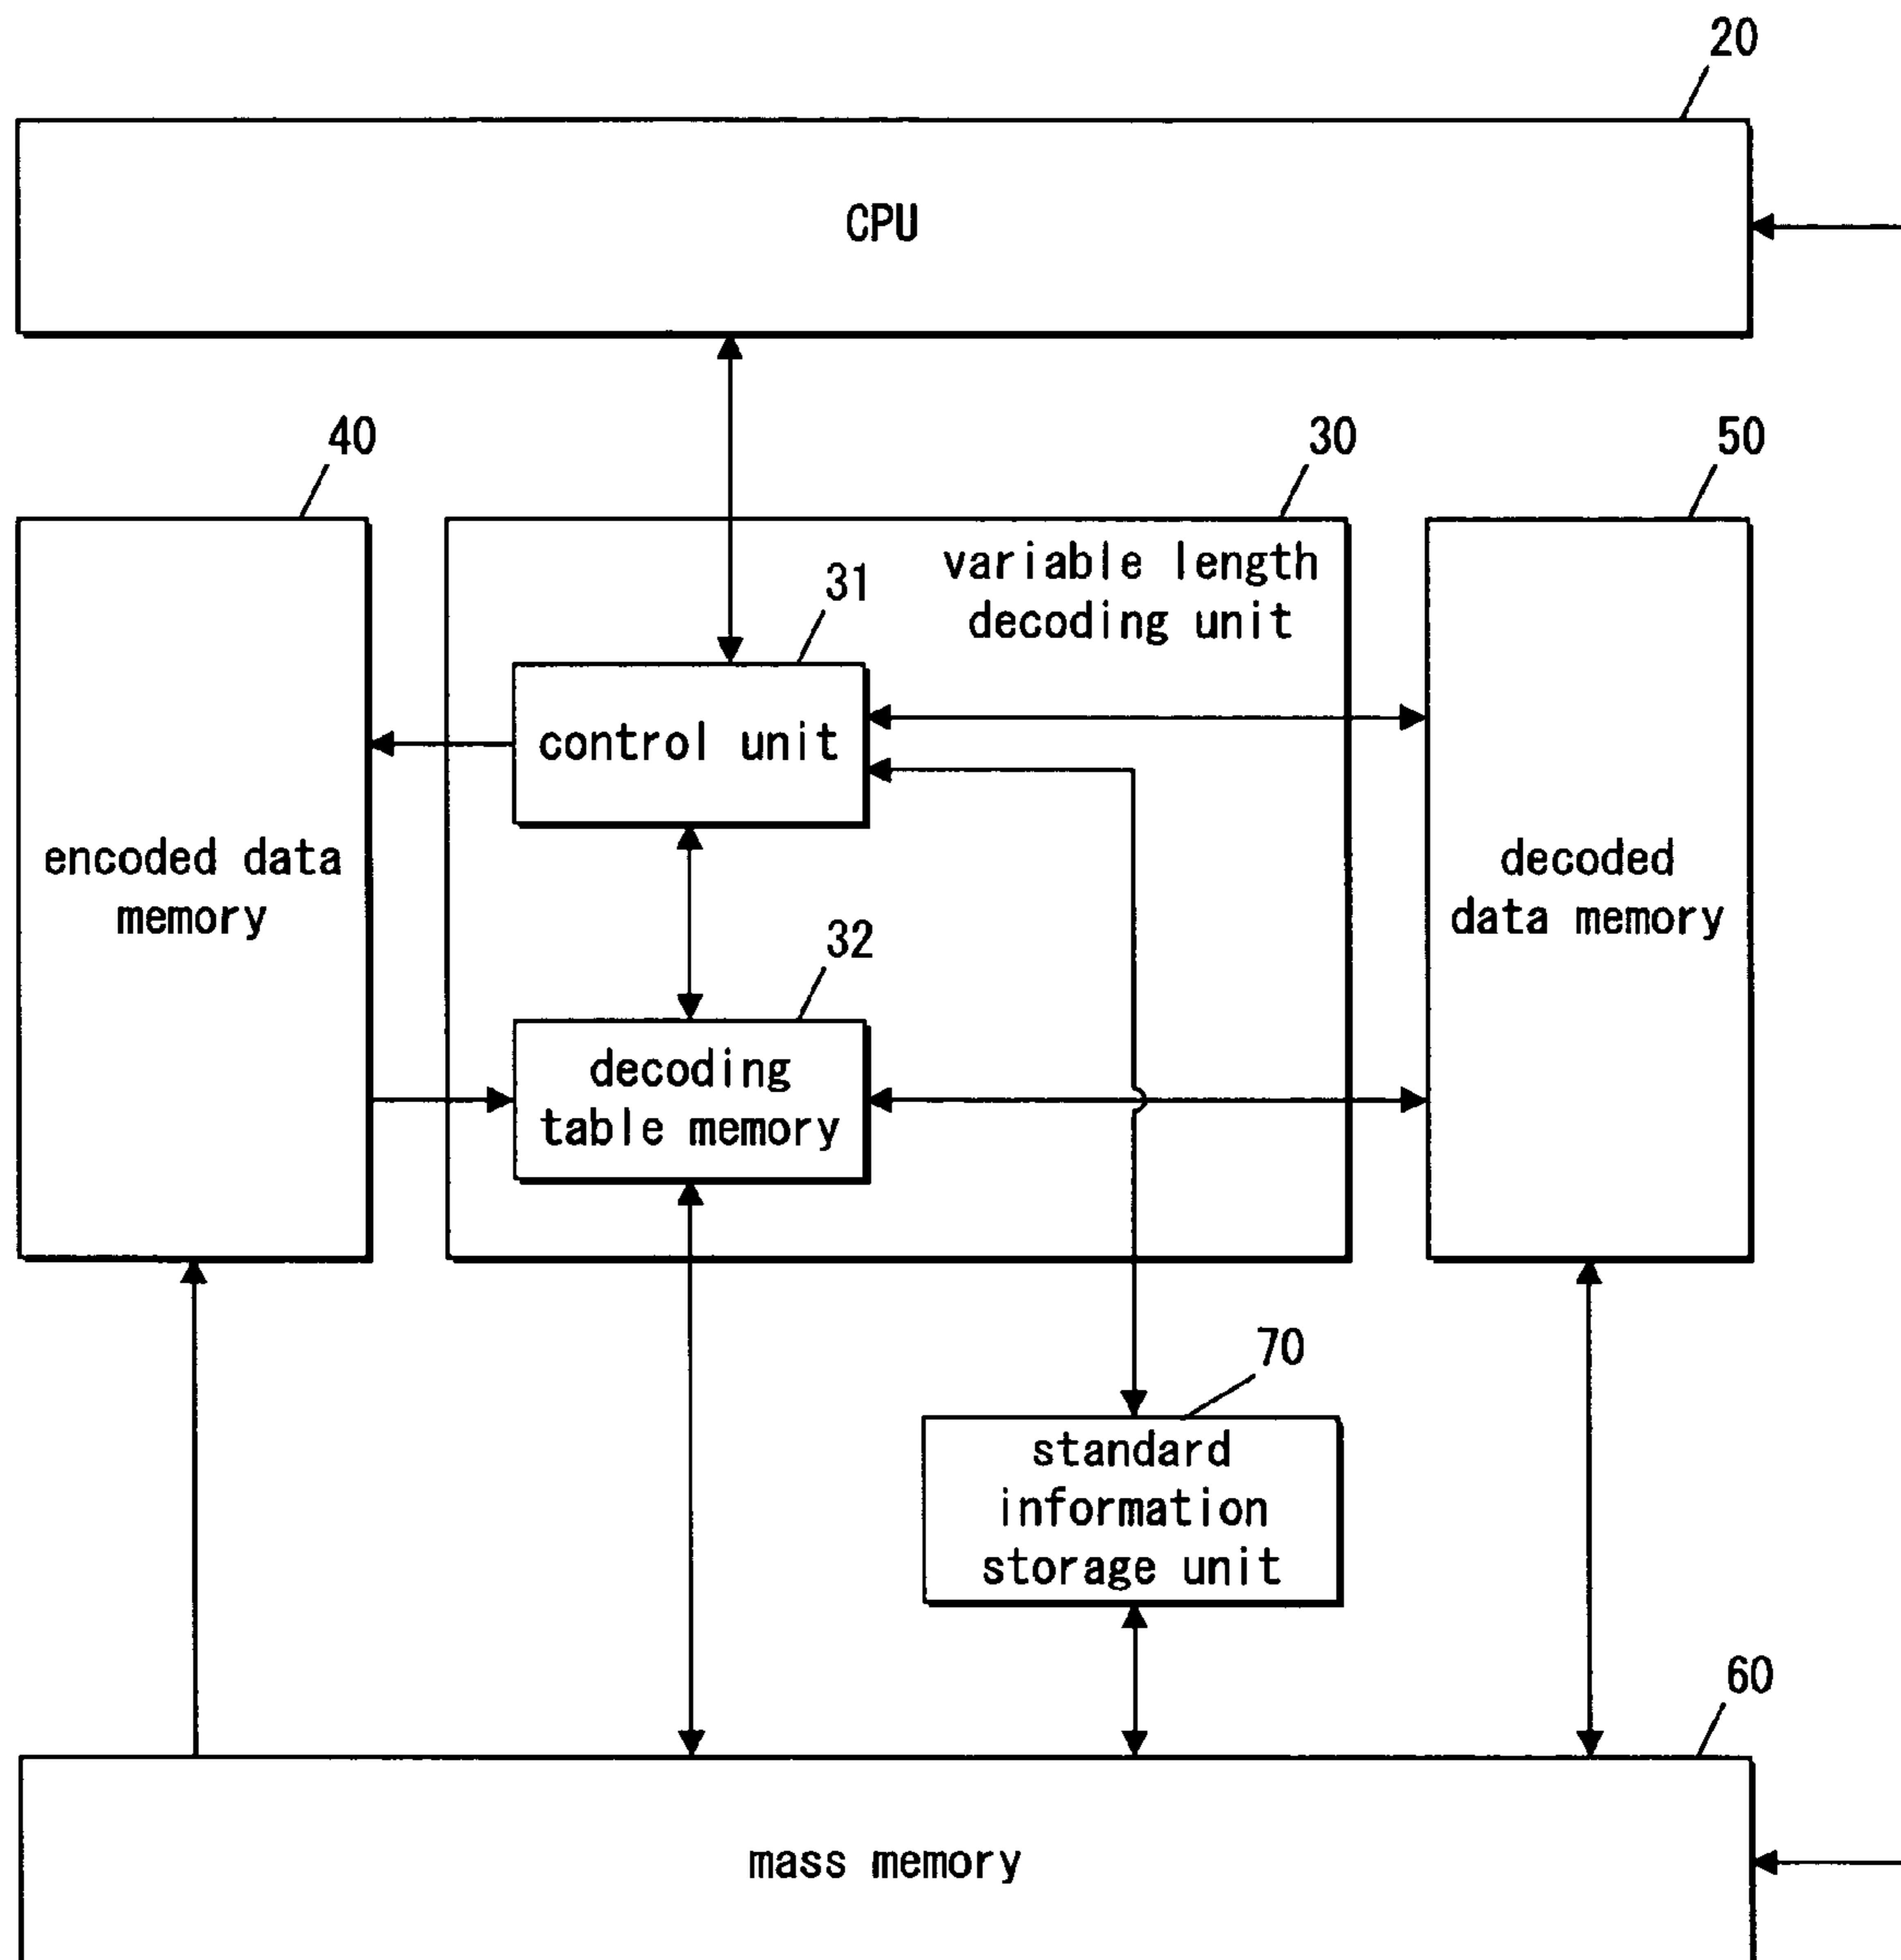 20
CPU
40
30
50
variable length
decoding unit
31
control unit
encoded data
memory
decoded
data memory
32
decoding
table memory
70
standard
information
storage unit
60
mass memory